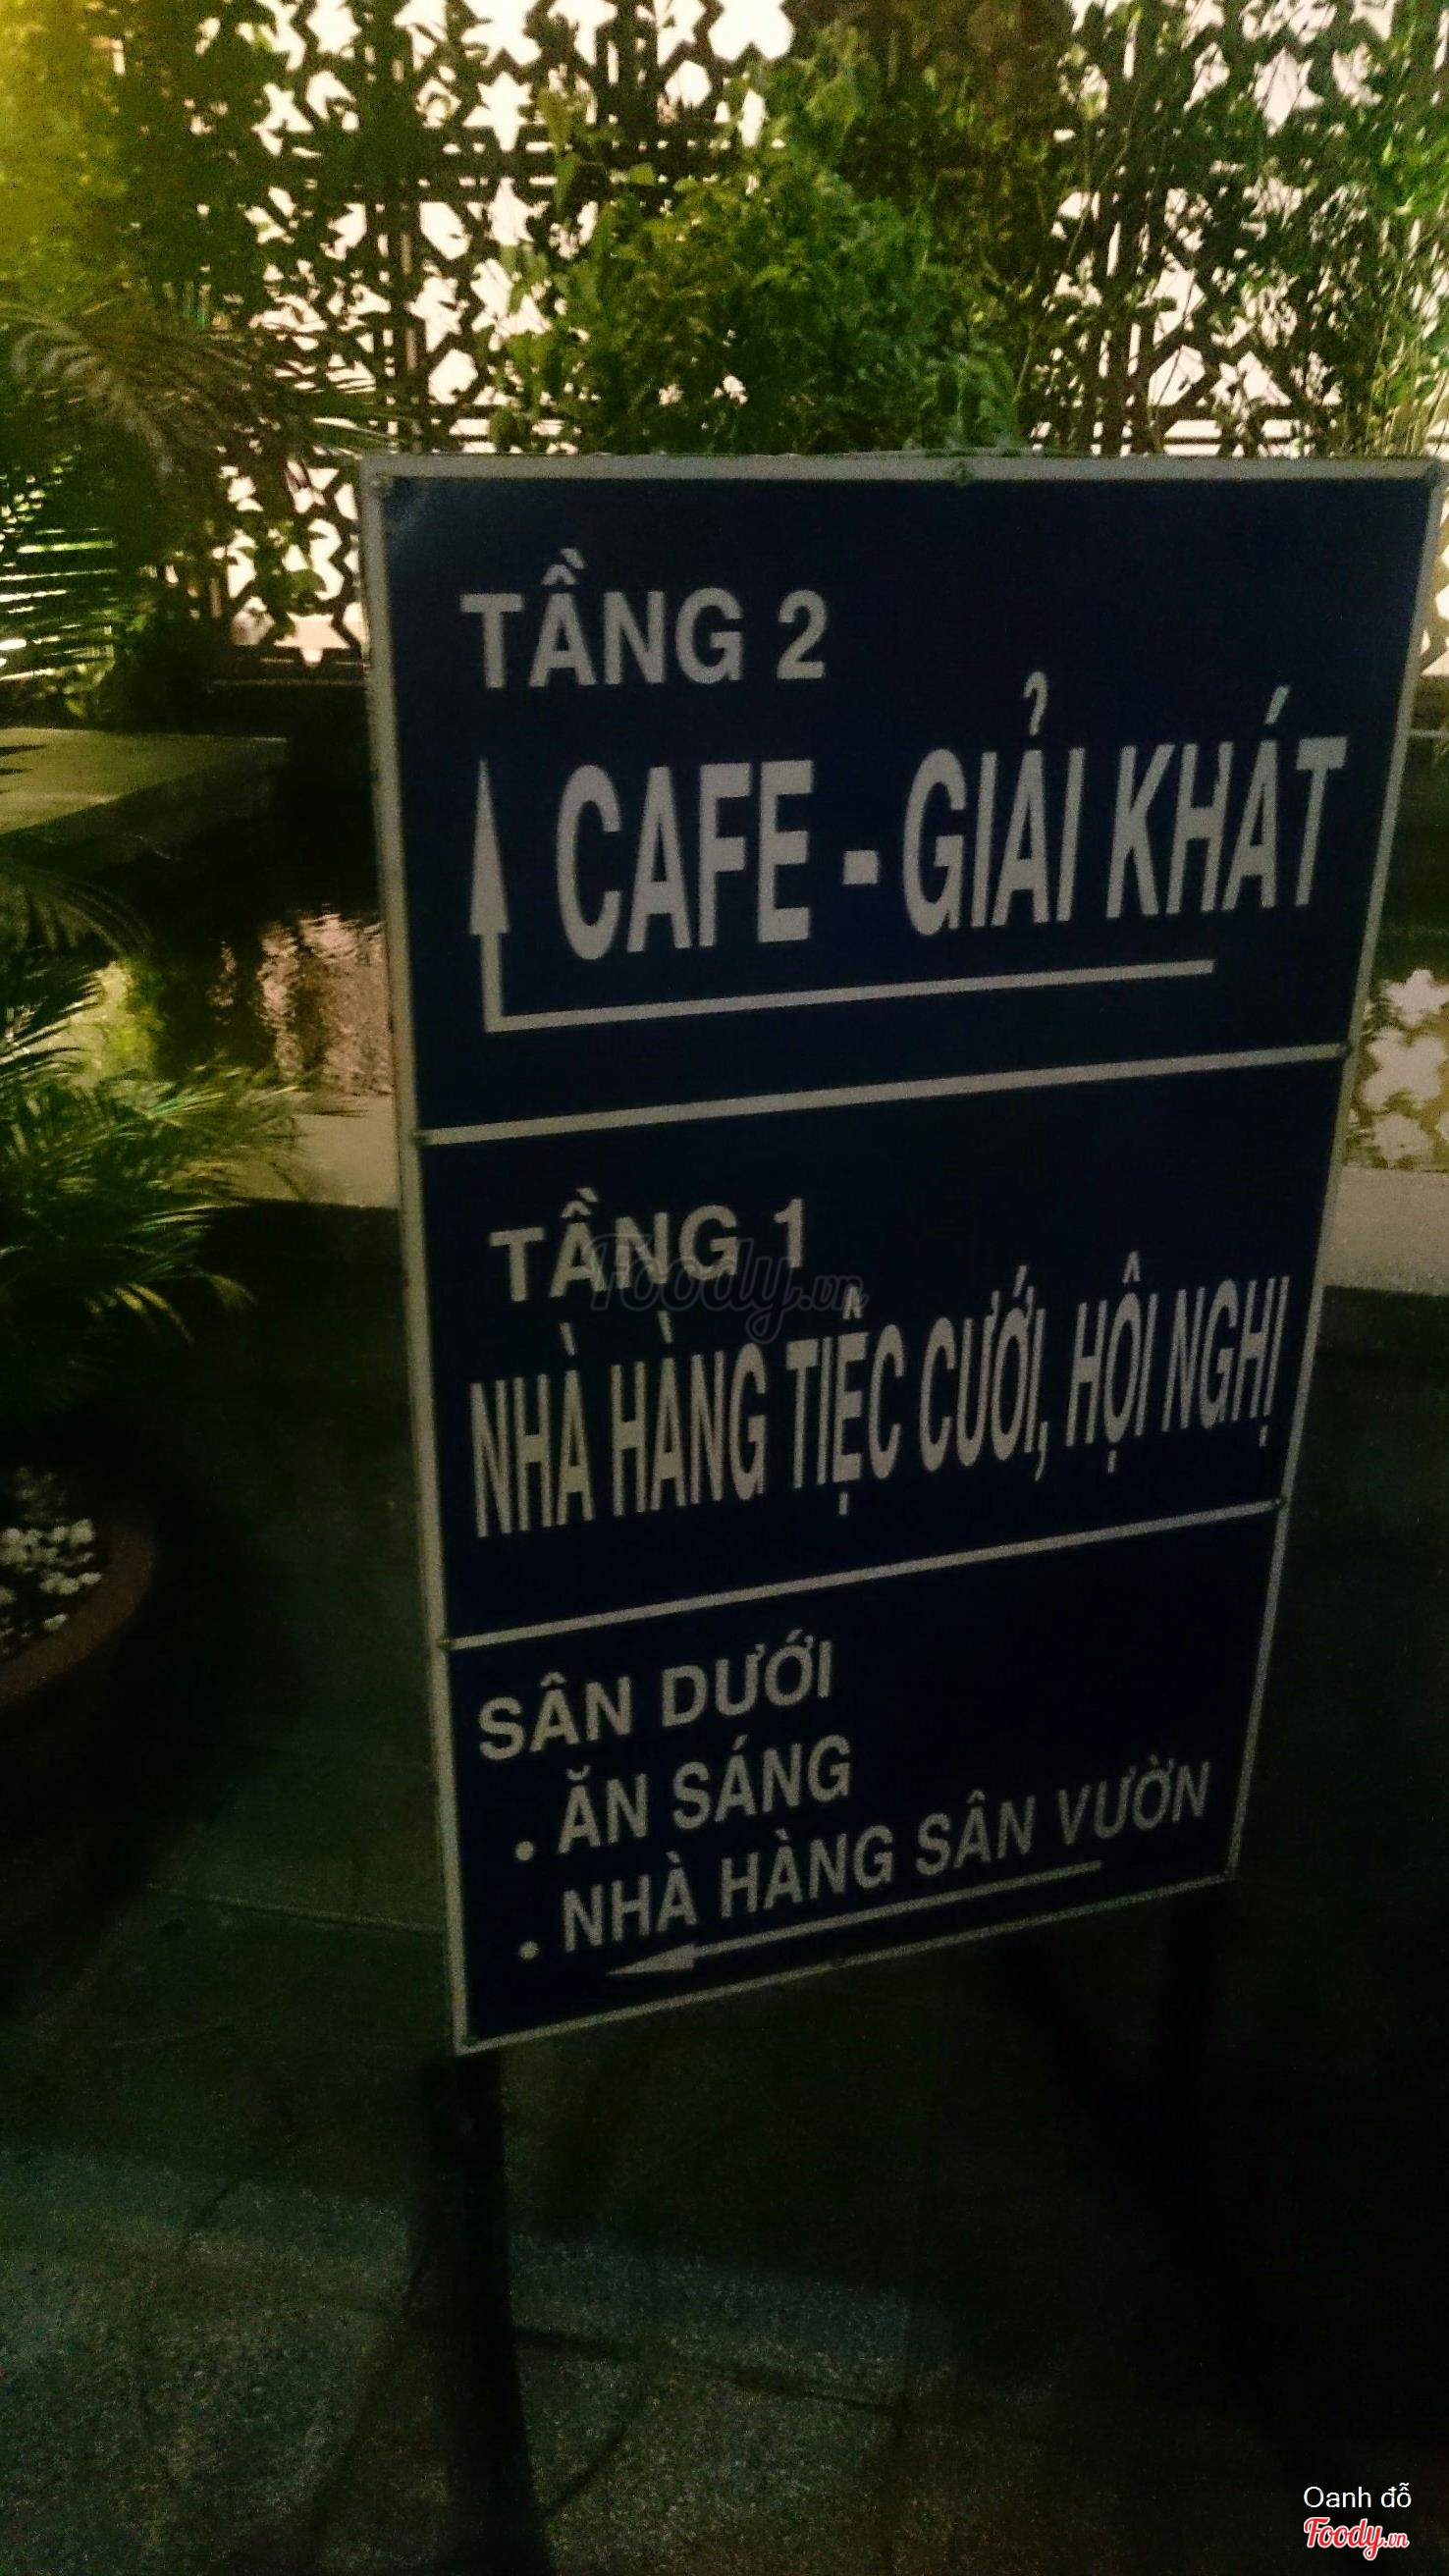 TẦNG 2
CAFE - GIẢI KHÁT
TẦNG 1
Foody.vn
NHÀ HÀNG TIỆC CƯỚI, HỘI NGHỊ
SÂN DƯỚI
• ĂN SÁNG
• NHÀ HÀNG SÂN VƯỜN
Oanh đỗ
Foody.vn